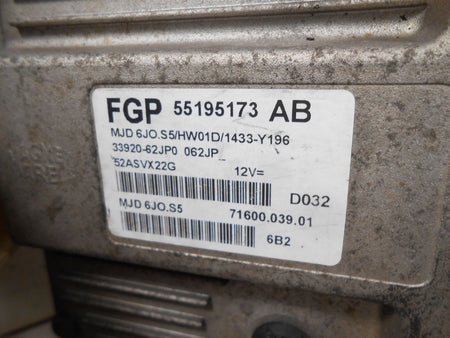 FGP 55195173 AB
MJD 6JO.S5/HW01D/1433-Y196
33920-62JP0 062JP
52ASVX22G 12V=
D032
MJD 6JO.S5 71600.039.01
6B2